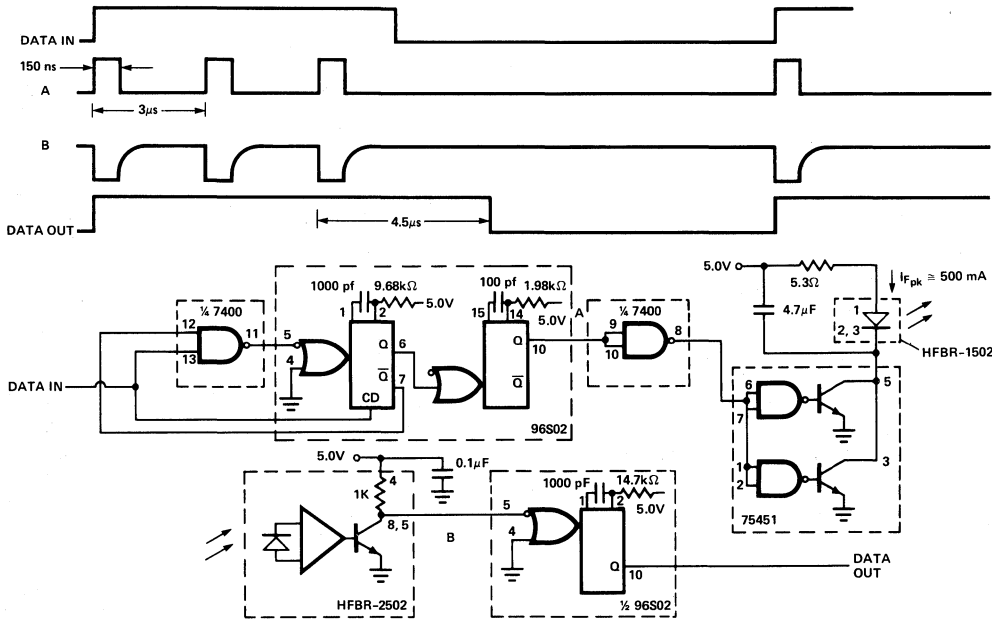 DATA IN
150 ns
A
3μs
B
4.5μs
DATA OUT
5.0V
5.3Ω
I_Fpk ≅ 500 mA
4.7μF
1
2, 3
HFBR-1502
1000 pf
9.68kΩ
5.0V
1
2
100 pf
1.98kΩ
5.0V
15
14
A
¼ 7400
12
13
11
5
4
Q
6
Q̅
7
CD
Q
10
Q̅
96S02
¼ 7400
9
10
8
DATA IN
6
7
5
1
2
3
75451
5.0V
0.1μF
4
1K
8, 5
B
HFBR-2502
1000 pF
14.7kΩ
5.0V
1
2
5
4
Q
10
½ 96S02
DATA
OUT